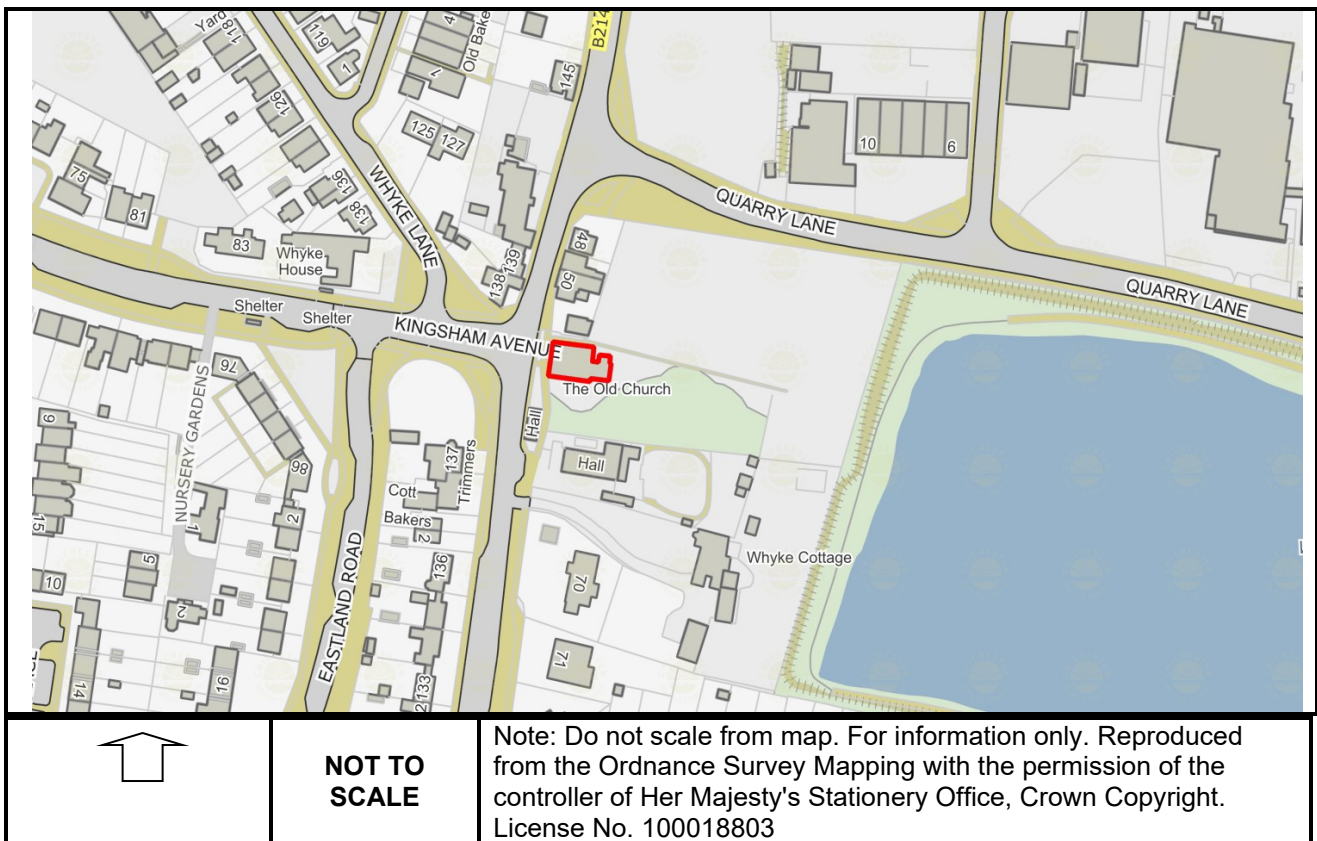 Yard
118
119
1
126
4
1
Old Bake
B214
145
125
127
10
6
75
81
136
138
WHYKE LANE
QUARRY LANE
83
Whyke
House
139
138
48
50
QUARRY LANE
Shelter
Shelter
KINGSHAM AVENUE
The Old Church
76
NURSERY GARDENS
9
Hall
Hall
137
Trimmers
86
Cott
Bakers
2
2
15
1
5
10
136
EASTLAND ROAD
Whyke Cottage
70
2
71
14
16
133
2
NOT TO
SCALE
Note: Do not scale from map. For information only. Reproduced
from the Ordnance Survey Mapping with the permission of the
controller of Her Majesty's Stationery Office, Crown Copyright.
License No. 100018803